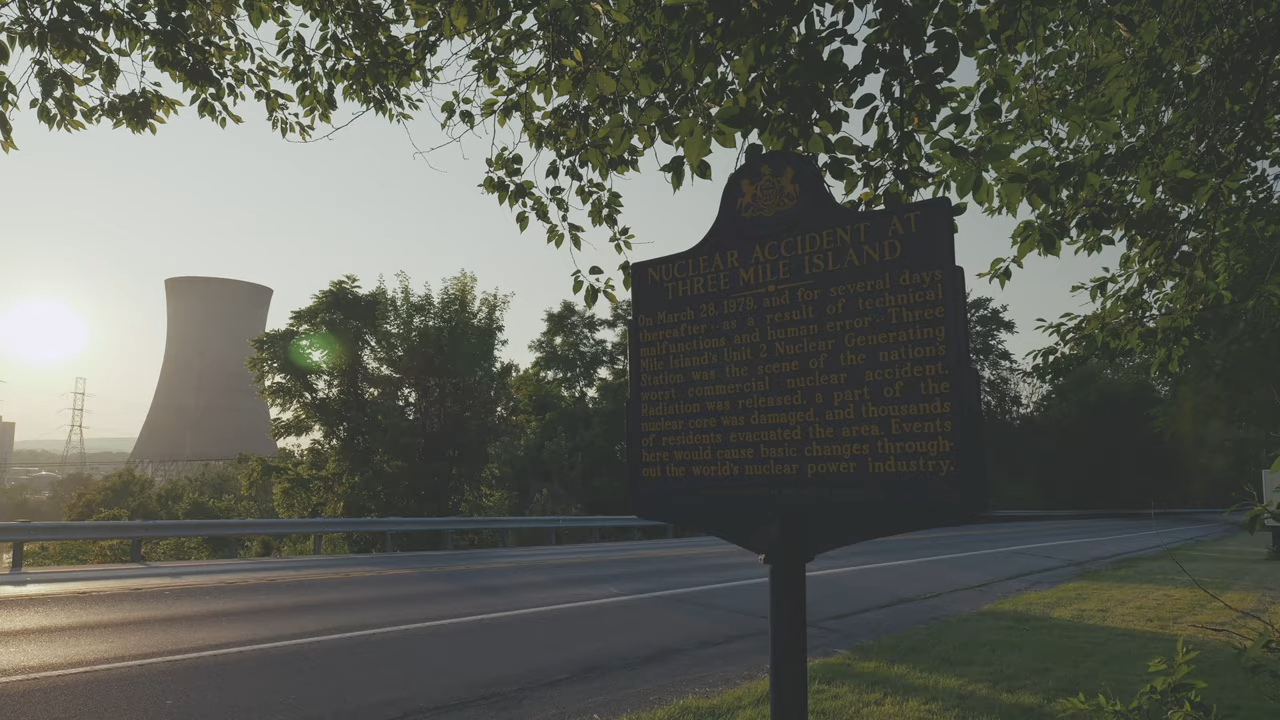 NUCLEAR ACCIDENT AT
THREE MILE ISLAND
On March 28, 1979, and for several days
thereafter - as a result of technical
malfunctions and human error - Three
Mile Island's Unit 2 Nuclear Generating
Station was the scene of the nation's
worst commercial nuclear accident.
Radiation was released, a part of the
nuclear core was damaged, and thousands
of residents evacuated the area. Events
here would cause basic changes through-
out the world's nuclear power industry.